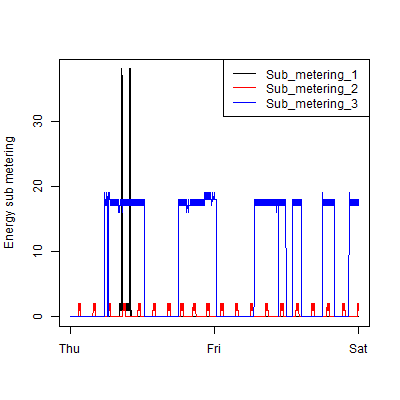 Sub_metering_1
Sub_metering_2
Sub_metering_3
Energy sub metering
30
20
10
0
Thu Fri Sat